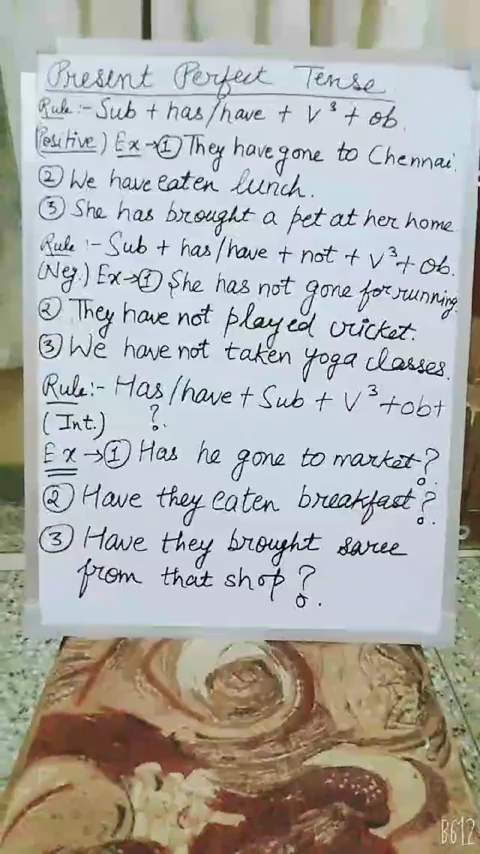 Present Perfect Tense
Rule :- Sub + has/have + V³ + ob.
(Positive) Ex → ① They have gone to Chennai.
② We have eaten lunch.
③ She has brought a pet at her home
Rule :- Sub + has/have + not + V³ + ob.
(Neg.) Ex → ① She has not gone for running.
② They have not played cricket.
③ We have not taken yoga classes.
Rule :- Has/have + Sub + V³ + ob +
(Int.) ?
Ex → ① Has he gone to market?
② Have they eaten breakfast?
③ Have they brought saree
from that shop?
B612